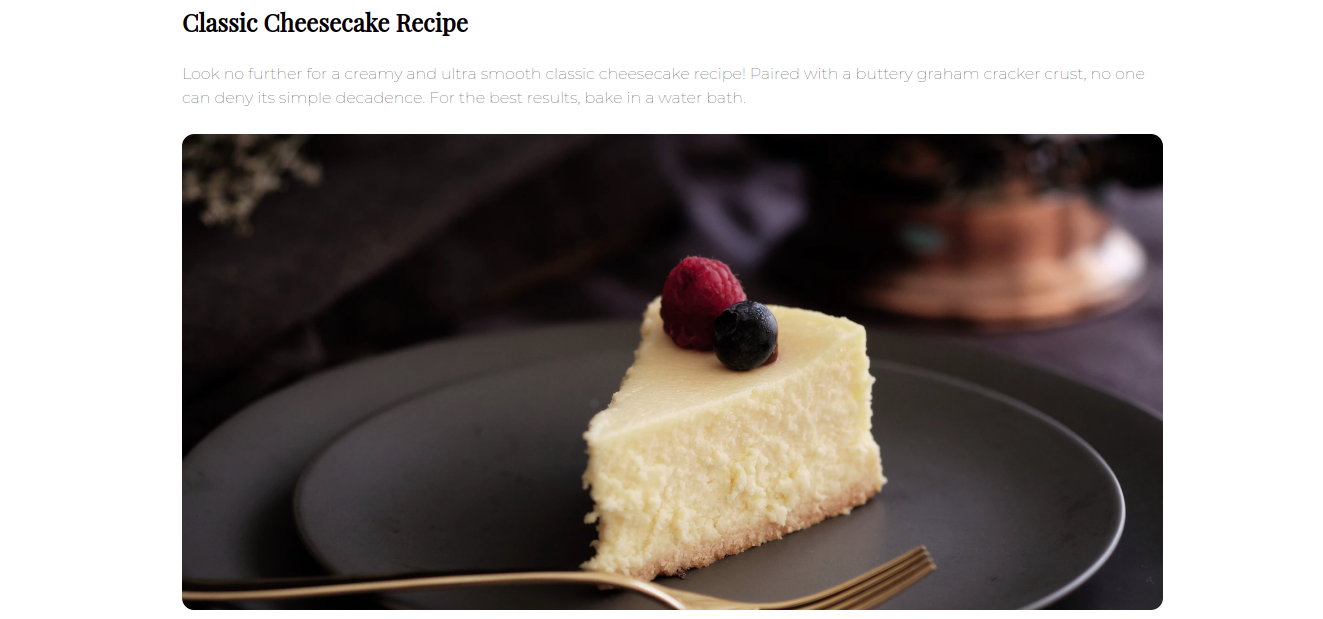 Classic Cheesecake Recipe
Look no further for a creamy and ultra smooth classic cheesecake recipe! Paired with a buttery graham cracker crust, no one
can deny its simple decadence. For the best results, bake in a water bath.